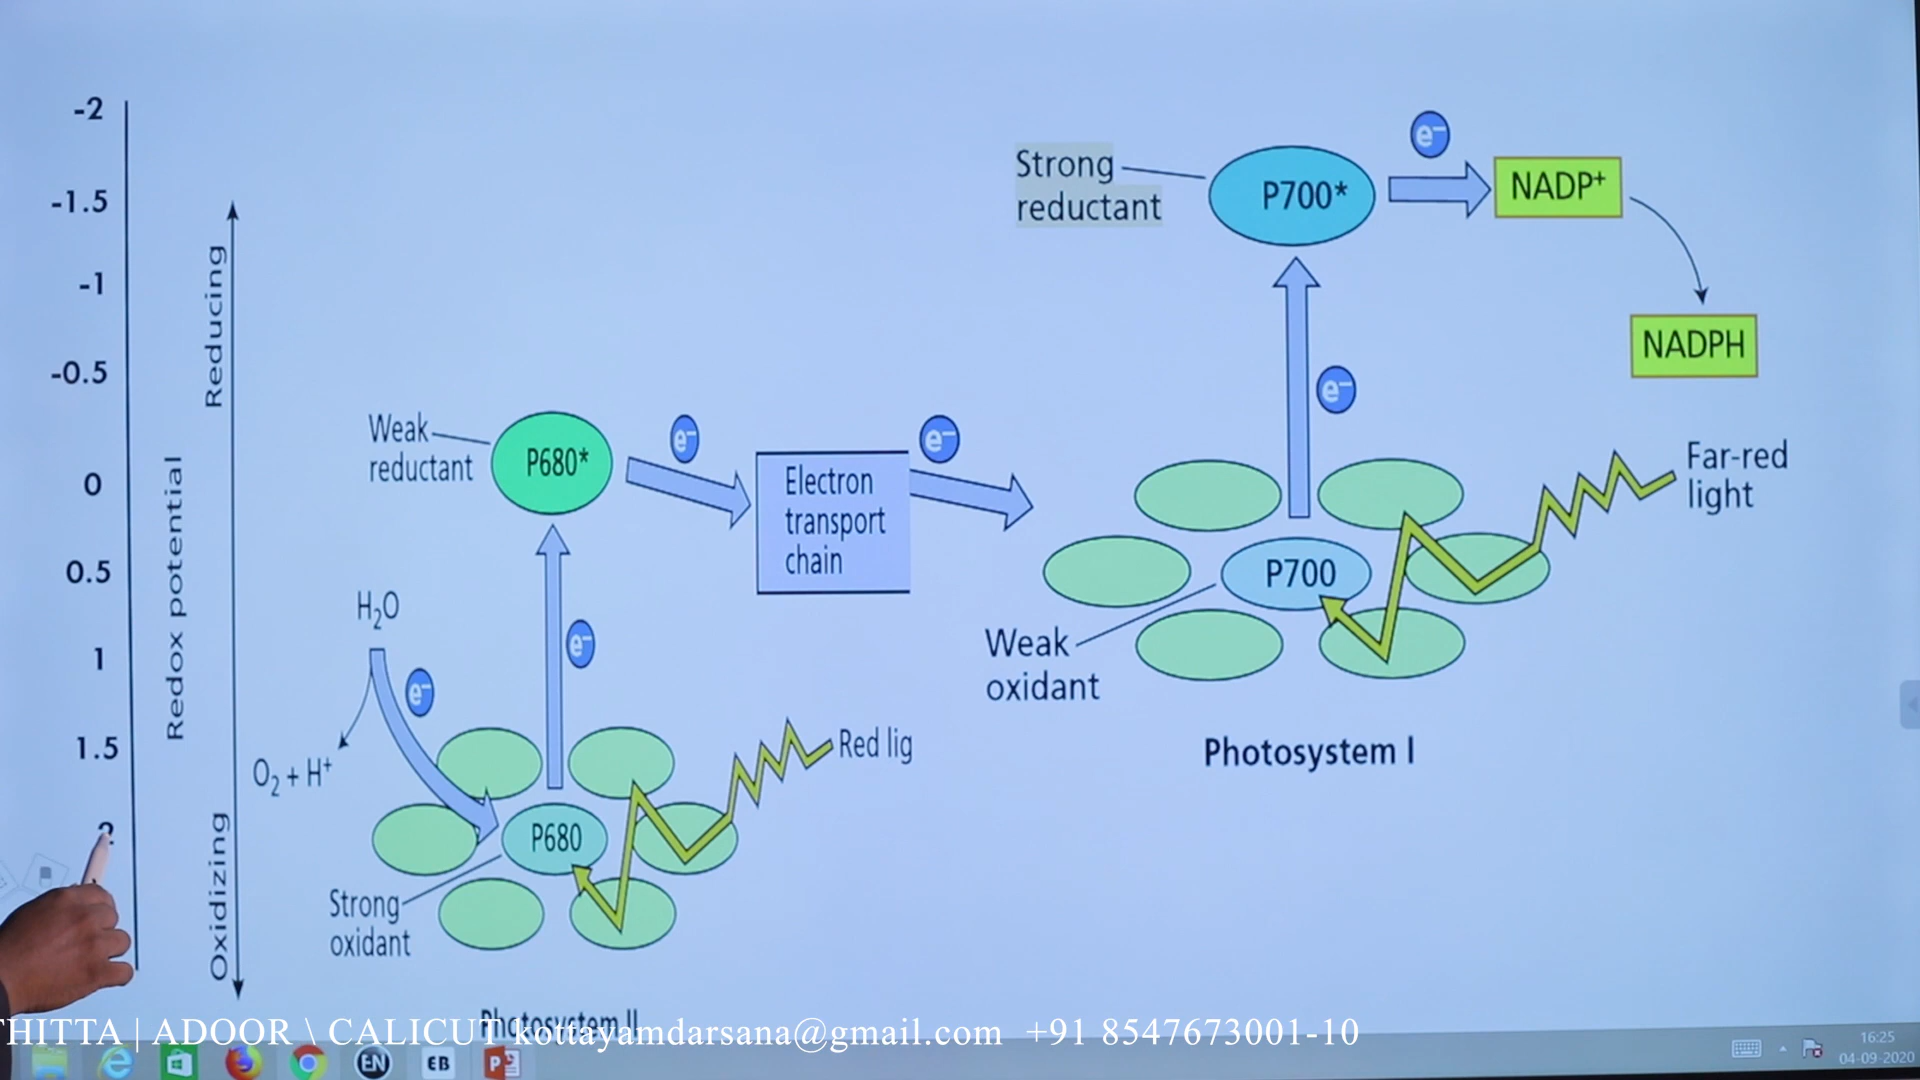 -2
-1.5
-1
-0.5
0
0.5
1
1.5
2
Redox potential
Reducing
Oxidizing
Weak
reductant
P680*
e⁻
Electron
transport
chain
e⁻
H₂O
e⁻
e⁻
O₂ + H⁺
P680
Red lig
Strong
oxidant
Photosystem II
Strong
reductant
P700*
e⁻
NADP⁺
NADPH
e⁻
Far-red
light
P700
Weak
oxidant
Photosystem I
THITTA | ADOOR \ CALICUT kottayamdarsana@gmail.com +91 8547673001-10
EN
EB
16:25
04-09-2020